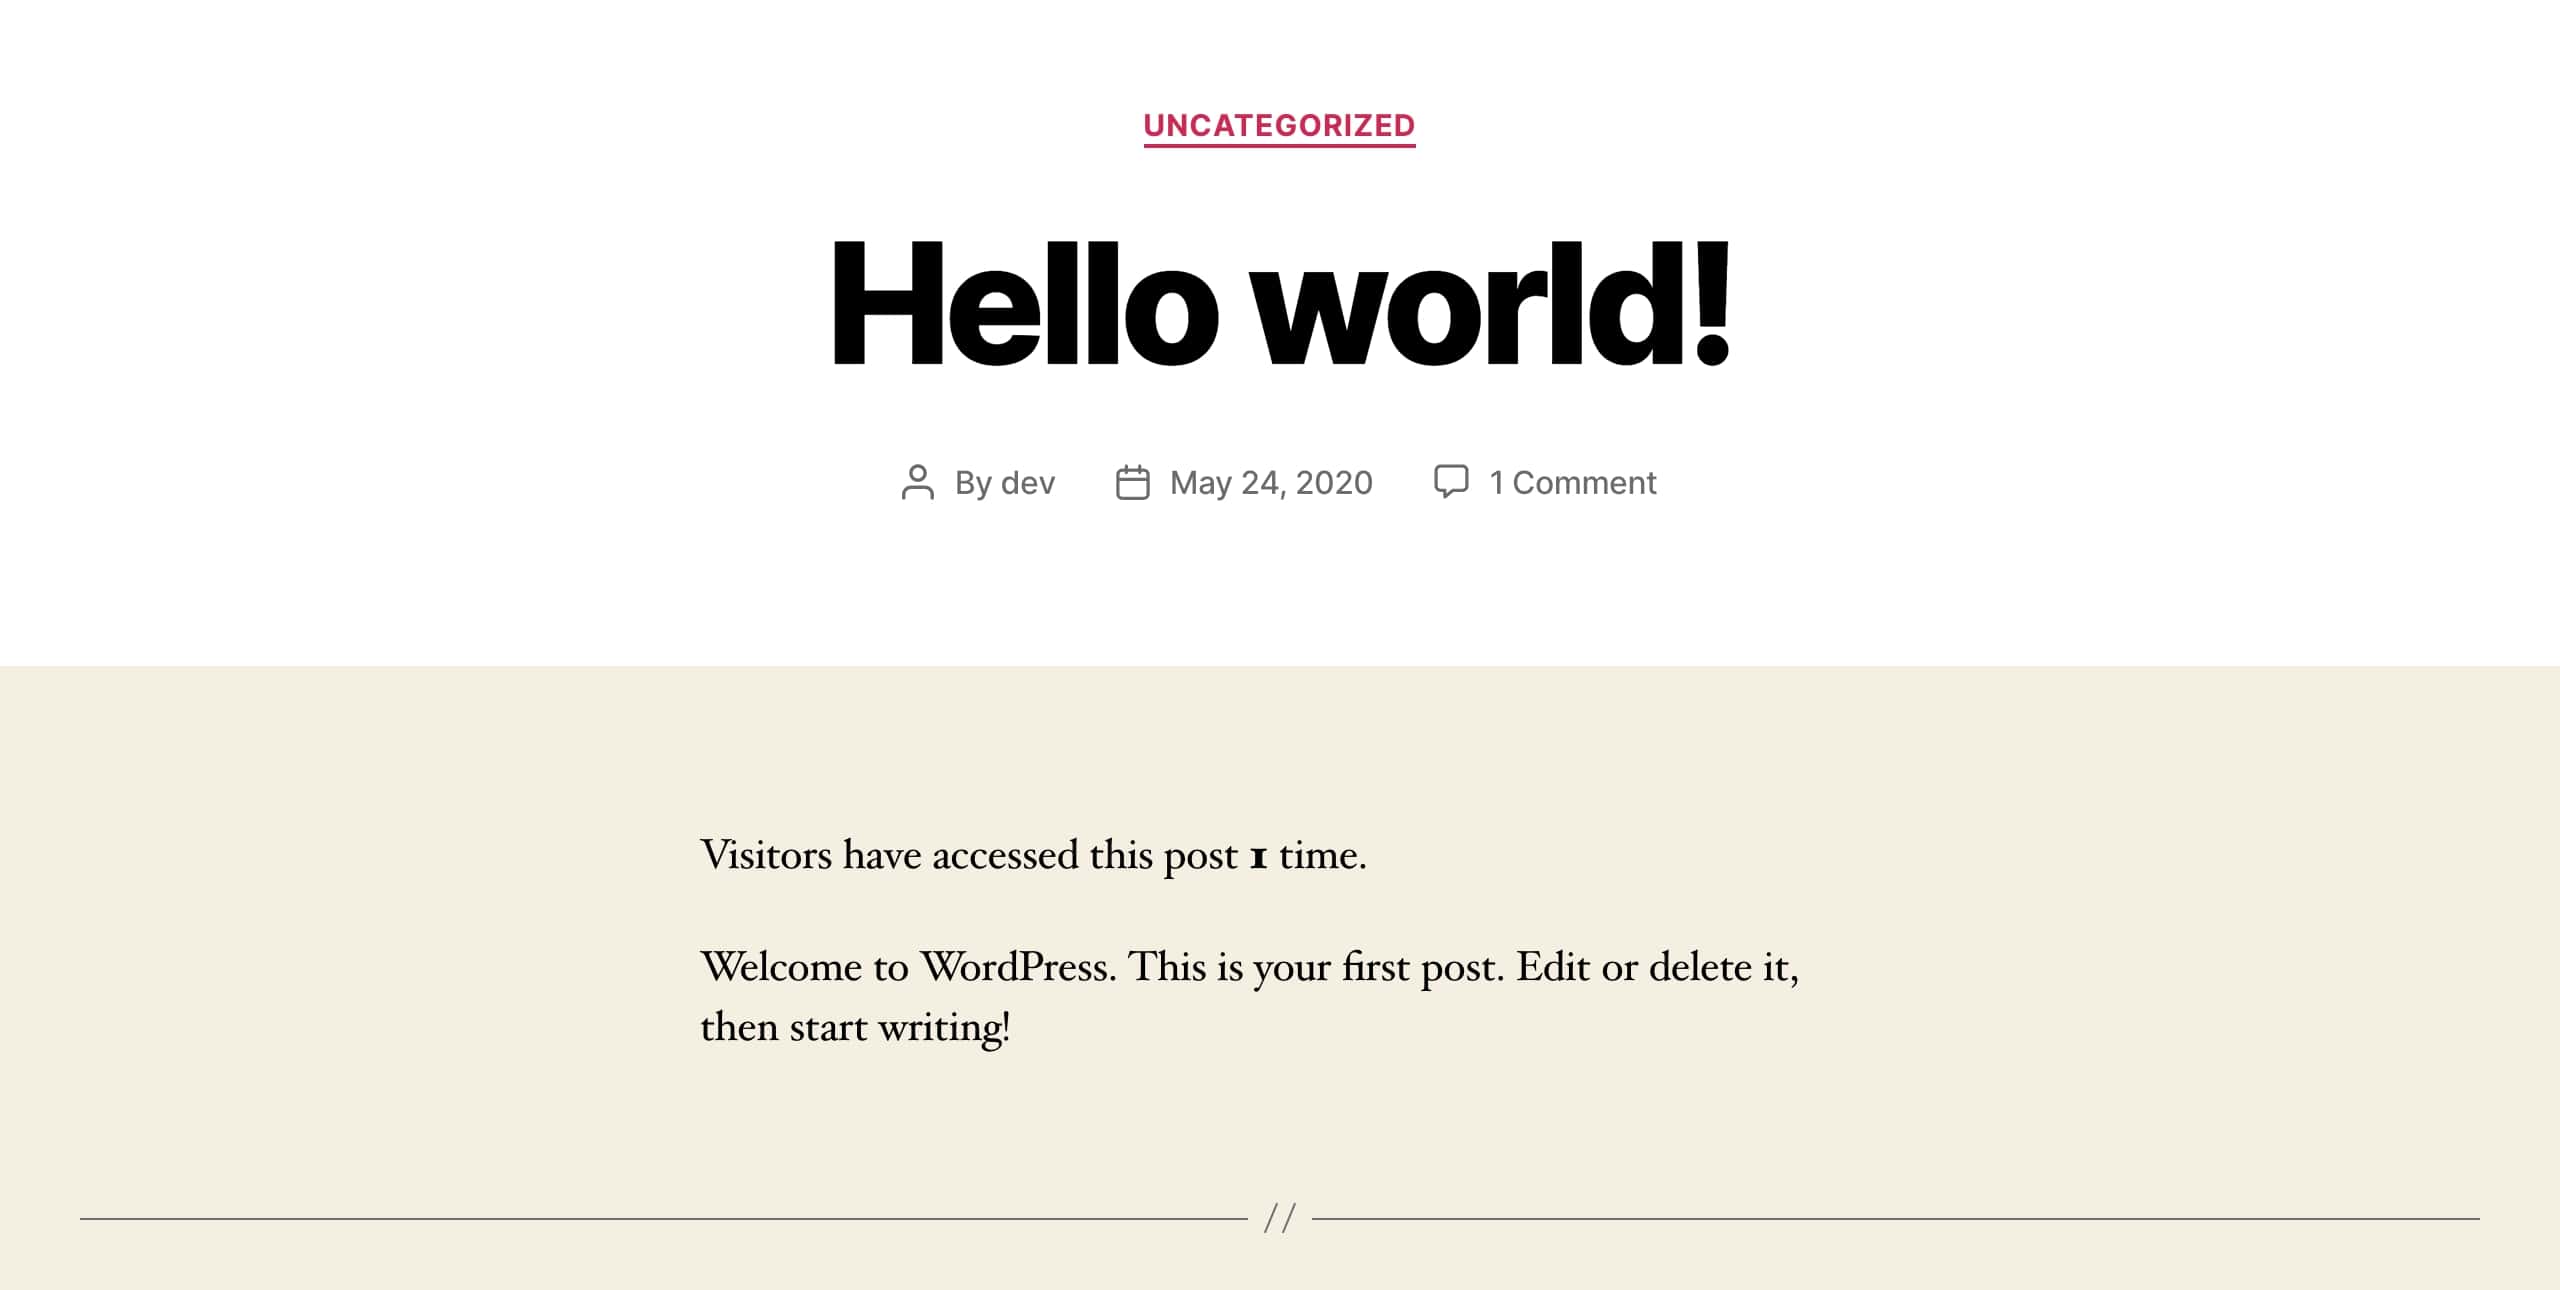 UNCATEGORIZED
Hello world!
By dev May 24, 2020 1 Comment
Visitors have accessed this post 1 time.
Welcome to WordPress. This is your first post. Edit or delete it,
then start writing!
//